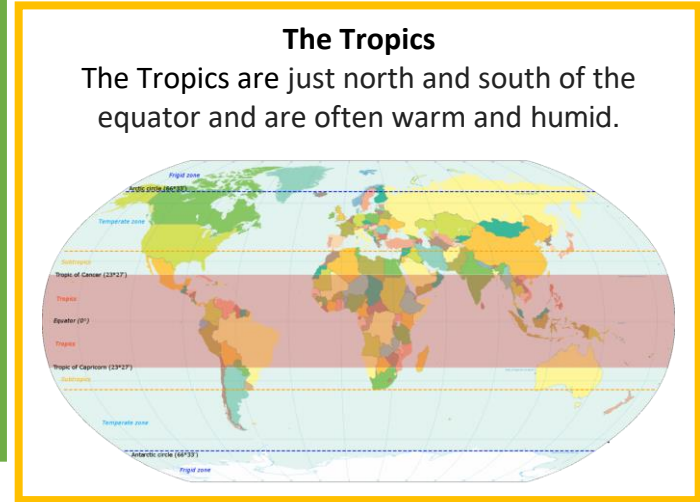 The Tropics
The Tropics are just north and south of the
equator and are often warm and humid.
Frigid zone
Arctic circle (66°33')
Temperate zone
Subtropics
Tropic of Cancer (23°27')
Tropics
Equator (0°)
Tropics
Tropic of Capricorn (23°27')
Subtropics
Temperate zone
Antarctic circle (66°33')
Frigid zone